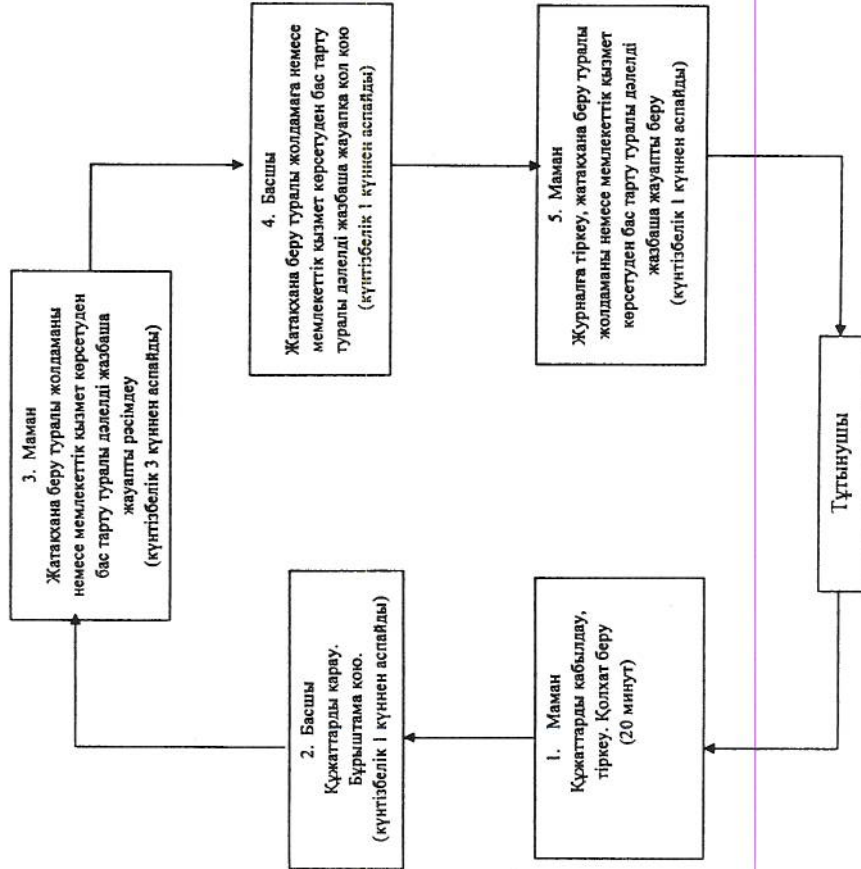 3. Маман
Жатақхана беру туралы жолдаманы
немесе мемлекеттік қызмет көрсетуден
бас тарту туралы дәлелді жазбаша
жауапты рәсімдеу
(күнтізбелік 3 күннен аспайды)
4. Басшы
Жатақхана беру туралы жолдамаға немесе
мемлекеттік қызмет көрсетуден бас тарту
туралы дәлелді жазбаша жауапқа қол қою
(күнтізбелік 1 күннен аспайды)
2. Басшы
Құжаттарды қарау.
Бұрыштама қою.
(күнтізбелік 1 күннен аспайды)
5. Маман
Журналға тіркеу, жатақхана беру туралы
жолдаманы немесе мемлекеттік қызмет
көрсетуден бас тарту туралы дәлелді
жазбаша жауапты беру
(күнтізбелік 1 күннен аспайды)
1. Маман
Құжаттарды қабылдау,
тіркеу. Қолхат беру
(20 минут)
Тұтынушы